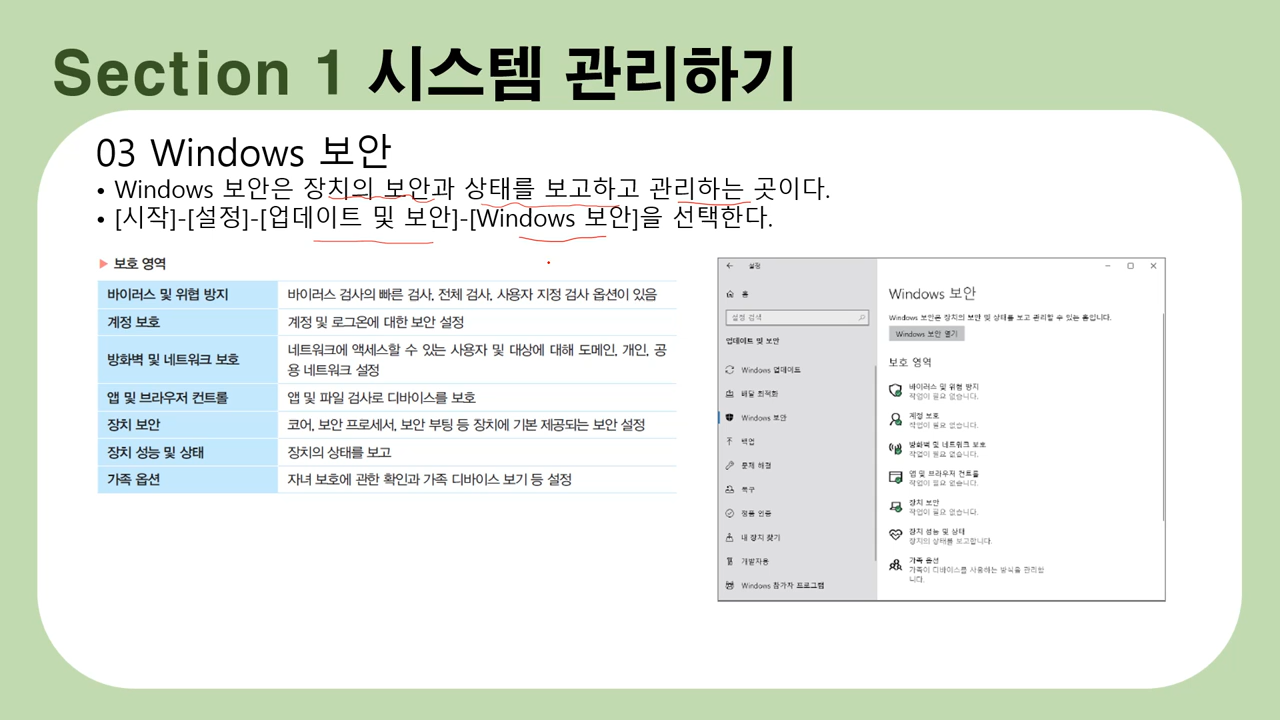 Section 1 시스템 관리하기
03 Windows 보안
• Windows 보안은 장치의 보안과 상태를 보고하고 관리하는 곳이다.
• [시작]-[설정]-[업데이트 및 보안]-[Windows 보안]을 선택한다.
▶ 보호 영역
바이러스 및 위협 방지 바이러스 검사의 빠른 검사, 전체 검사, 사용자 지정 검사 옵션이 있음
계정 보호 계정 및 로그온에 대한 보안 설정
방화벽 및 네트워크 보호 네트워크에 액세스할 수 있는 사용자 및 대상에 대해 도메인, 개인, 공
용 네트워크 설정
앱 및 브라우저 컨트롤 앱 및 파일 검사로 디바이스를 보호
장치 보안 코어, 보안 프로세서, 보안 부팅 등 장치에 기본 제공되는 보안 설정
장치 성능 및 상태 장치의 상태를 보고
가족 옵션 자녀 보호에 관한 확인과 가족 디바이스 보기 등 설정
설정
홈
설정 검색
업데이트 및 보안
Windows 업데이트
배달 최적화
Windows 보안
백업
문제 해결
복구
정품 인증
내 장치 찾기
개발자용
Windows 참가자 프로그램
Windows 보안
Windows 보안은 장치의 보안 및 상태를 보고 관리할 수 있는 홈입니다.
Windows 보안 열기
보호 영역
바이러스 및 위협 방지
작업이 필요 없습니다.
계정 보호
작업이 필요 없습니다.
방화벽 및 네트워크 보호
작업이 필요 없습니다.
앱 및 브라우저 컨트롤
작업이 필요 없습니다.
장치 보안
작업이 필요 없습니다.
장치 성능 및 상태
장치의 상태를 보고합니다.
가족 옵션
가족이 디바이스를 사용하는 방식을 관리합
니다.